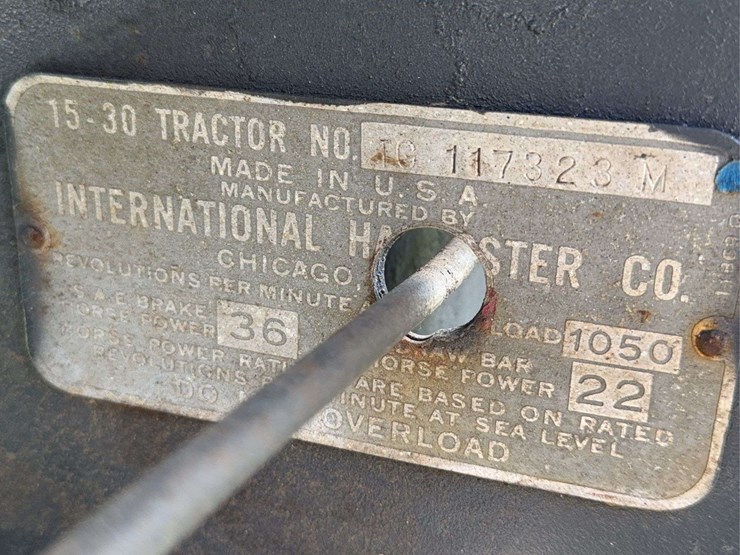 15-30 TRACTOR NO. TG 117323 M
MADE IN U.S.A.
MANUFACTURED BY
INTERNATIONAL HA STER CO.
CHICAGO,
REVOLUTIONS PER MINUTE LOAD 1050
S.A.E. BRAKE HORSE POWER 36 DRAW BAR HORSE POWER 22
HORSE POWER RATI ARE BASED ON RATED
REVOLUTIONS MINUTE AT SEA LEVEL
DO OVERLOAD